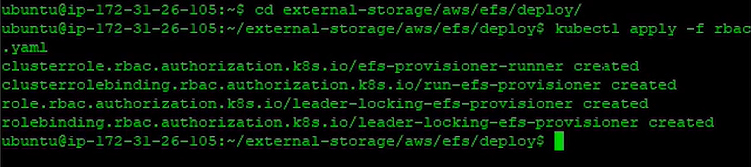 ubuntu@ip-172-31-26-105:~$ cd external-storage/aws/efs/deploy/
ubuntu@ip-172-31-26-105:~/external-storage/aws/efs/deploy$ kubectl apply -f rbac
.yaml
clusterrole.rbac.authorization.k8s.io/efs-provisioner-runner created
clusterrolebinding.rbac.authorization.k8s.io/run-efs-provisioner created
role.rbac.authorization.k8s.io/leader-locking-efs-provisioner created
rolebinding.rbac.authorization.k8s.io/leader-locking-efs-provisioner created
ubuntu@ip-172-31-26-105:~/external-storage/aws/efs/deploy$